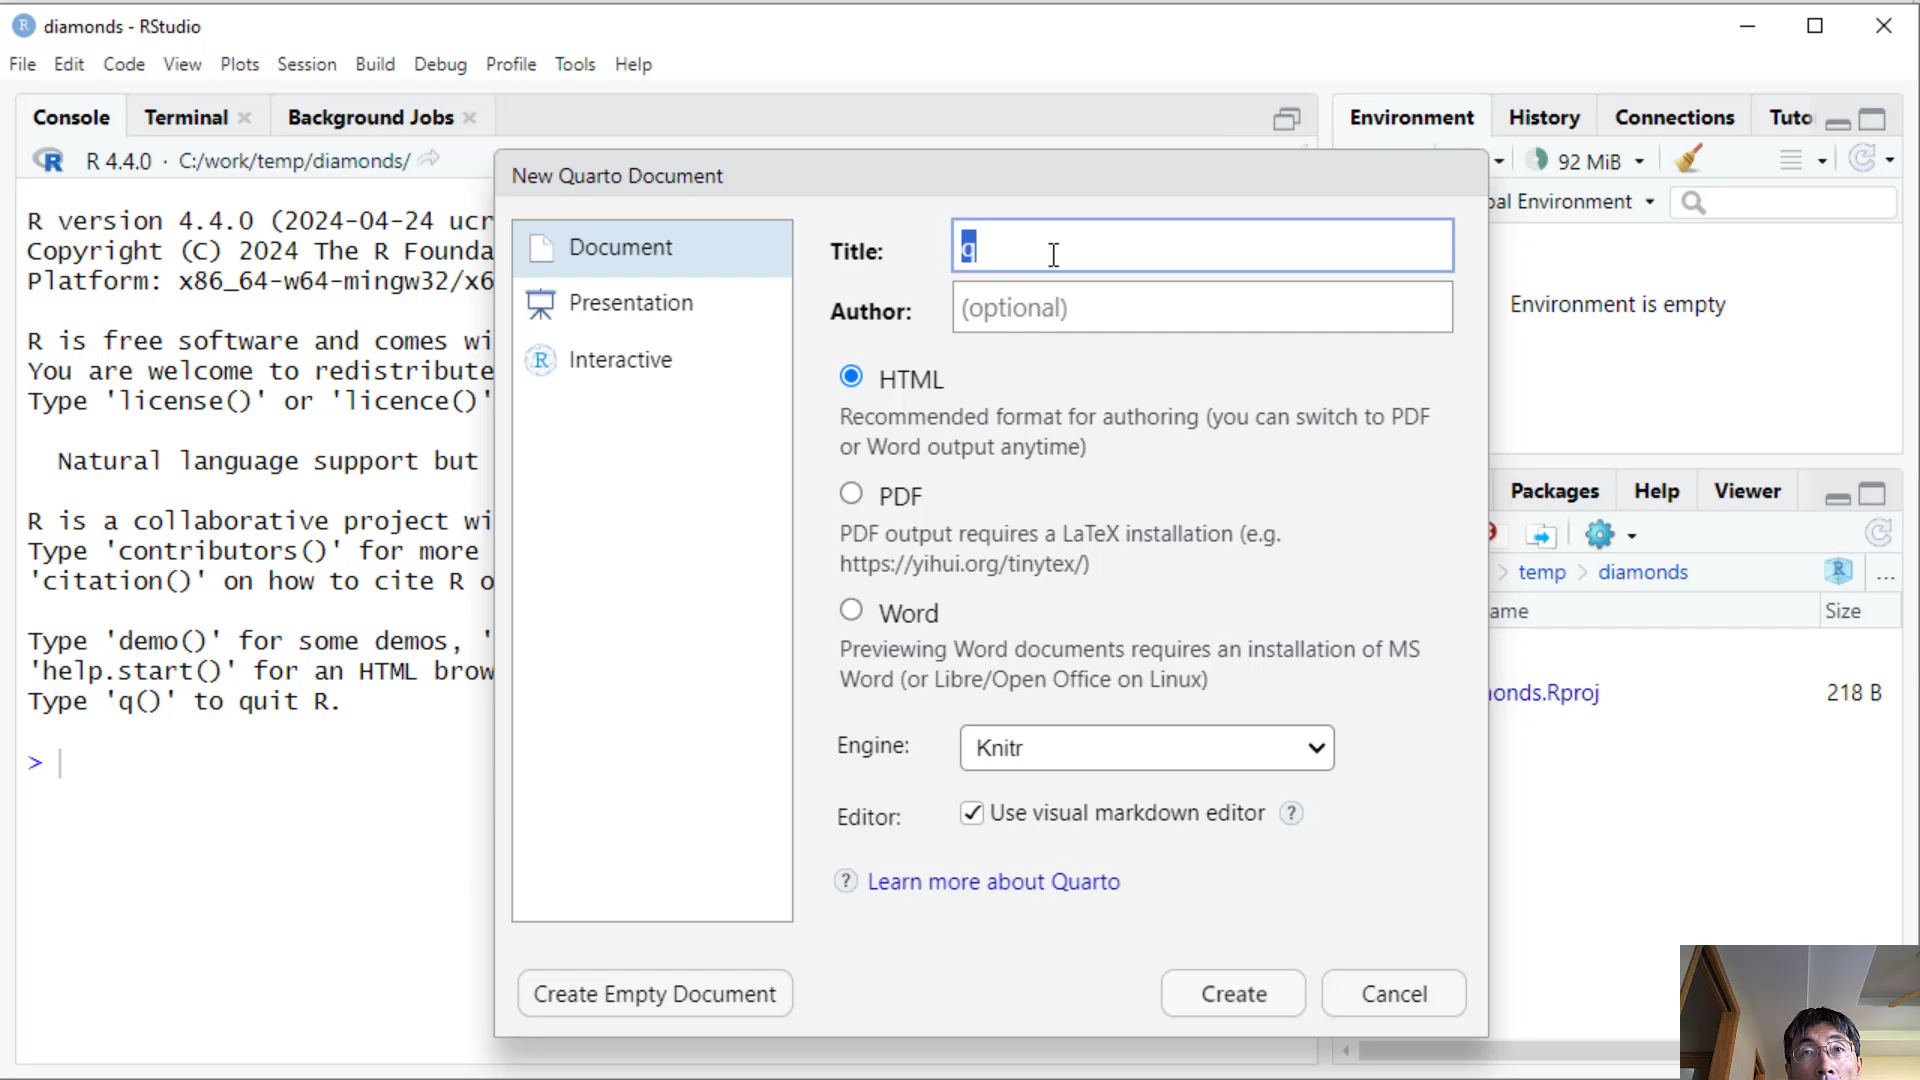 diamonds - RStudio
File Edit Code View Plots Session Build Debug Profile Tools Help
Console Terminal Background Jobs
R 4.4.0 · C:/work/temp/diamonds/
R version 4.4.0 (2024-04-24 ucr
Copyright (C) 2024 The R Founda
Platform: x86_64-w64-mingw32/x6
R is free software and comes wi
You are welcome to redistribute
Type 'license()' or 'licence()'
Natural language support but
R is a collaborative project wi
Type 'contributors()' for more
'citation()' on how to cite R o
Type 'demo()' for some demos, '
'help.start()' for an HTML brow
Type 'q()' to quit R.
>
New Quarto Document
Document
Presentation
Interactive
Title: q
Author: (optional)
HTML
Recommended format for authoring (you can switch to PDF
or Word output anytime)
PDF
PDF output requires a LaTeX installation (e.g.
https://yihui.org/tinytex/)
Word
Previewing Word documents requires an installation of MS
Word (or Libre/Open Office on Linux)
Engine: Knitr
Editor: Use visual markdown editor ?
? Learn more about Quarto
Create Empty Document Create Cancel
Environment History Connections Tuto
92 MiB
bal Environment
Environment is empty
Packages Help Viewer
temp diamonds ...
ame Size
onds.Rproj 218 B